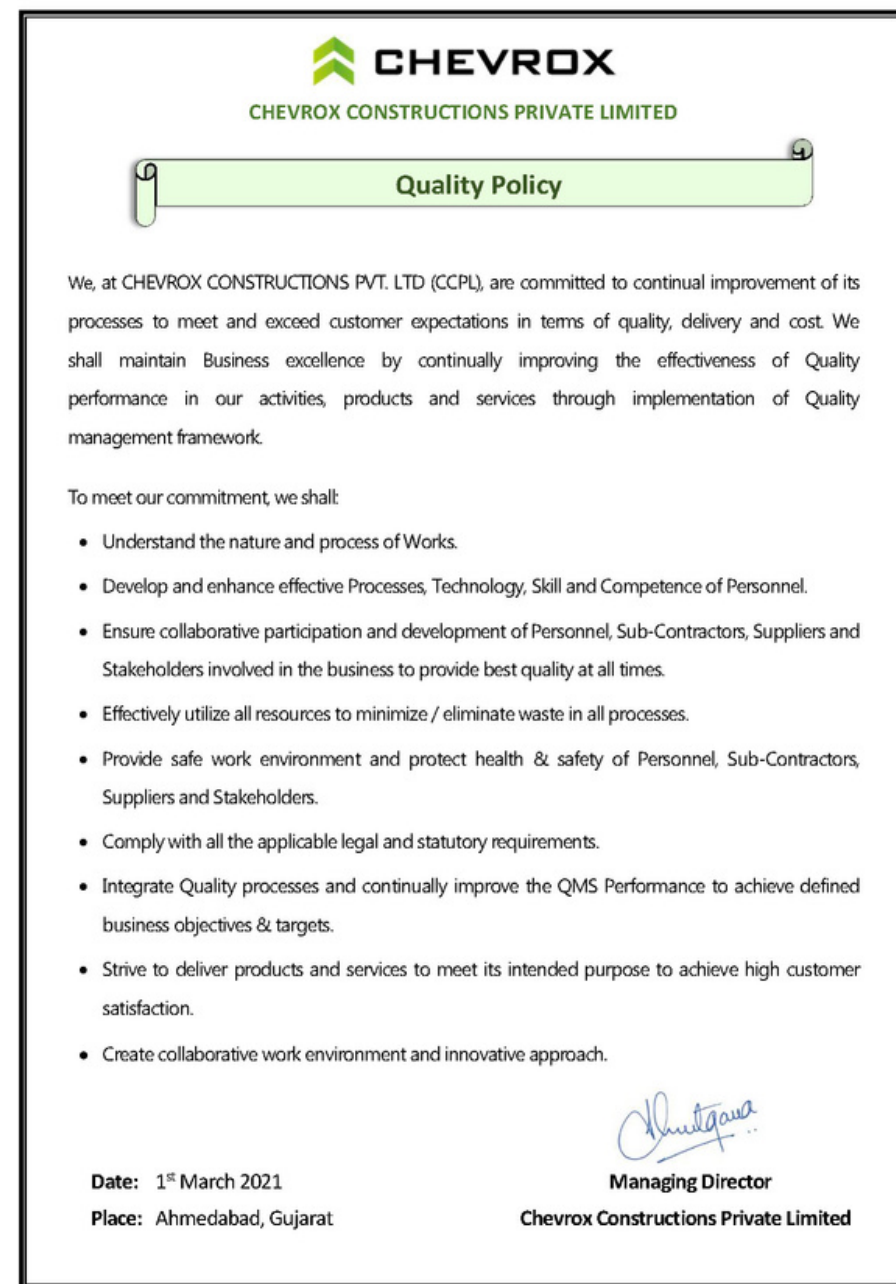 CHEVROX
CHEVROX CONSTRUCTIONS PRIVATE LIMITED
Quality Policy
We, at CHEVROX CONSTRUCTIONS PVT. LTD (CCPL), are committed to continual improvement of its
processes to meet and exceed customer expectations in terms of quality, delivery and cost. We
shall maintain Business excellence by continually improving the effectiveness of Quality
performance in our activities, products and services through implementation of Quality
management framework.
To meet our commitment, we shall:
• Understand the nature and process of Works.
• Develop and enhance effective Processes, Technology, Skill and Competence of Personnel.
• Ensure collaborative participation and development of Personnel, Sub-Contractors, Suppliers and
Stakeholders involved in the business to provide best quality at all times.
• Effectively utilize all resources to minimize / eliminate waste in all processes.
• Provide safe work environment and protect health & safety of Personnel, Sub-Contractors,
Suppliers and Stakeholders.
• Comply with all the applicable legal and statutory requirements.
• Integrate Quality processes and continually improve the QMS Performance to achieve defined
business objectives & targets.
• Strive to deliver products and services to meet its intended purpose to achieve high customer
satisfaction.
• Create collaborative work environment and innovative approach.
Date: 1st March 2021
Managing Director
Place: Ahmedabad, Gujarat
Chevrox Constructions Private Limited